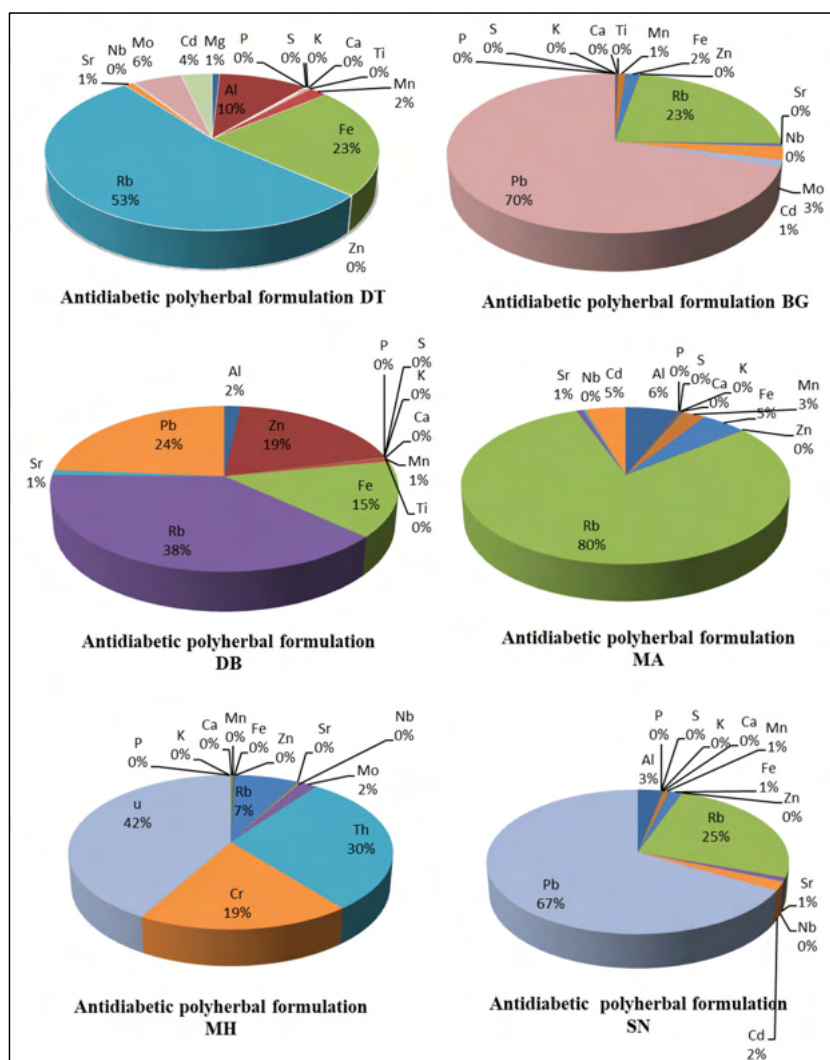 Sr
1%
Nb
0%
Mo
6%
Cd
4%
Mg
1%
P
0%
S
0%
K
0%
Ca
0%
Ti
0%
Mn
2%
Al
10%
Fe
23%
Rb
53%
Zn
0%
Antidiabetic polyherbal formulation DT
P
0%
S
0%
K
0%
Ca
0%
Ti
0%
Mn
1%
Fe
2%
Zn
0%
Rb
23%
Sr
0%
Nb
0%
Mo
3%
Cd
1%
Pb
70%
Antidiabetic polyherbal formulation BG
Al
2%
P
0%
S
0%
K
0%
Ca
0%
Mn
1%
Ti
0%
Zn
19%
Fe
15%
Pb
24%
Sr
1%
Rb
38%
Antidiabetic polyherbal formulation
DB
Sr
1%
Nb
0%
Cd
5%
Al
6%
P
0%
S
0%
K
0%
Ca
0%
Mn
3%
Fe
5%
Zn
0%
Rb
80%
Antidiabetic polyherbal formulation
MA
P
0%
K
0%
Ca
0%
Mn
0%
Fe
0%
Zn
0%
Sr
0%
Nb
0%
Mo
2%
Rb
7%
u
42%
Th
30%
Cr
19%
Antidiabetic polyherbal formulation
MH
P
0%
S
0%
K
0%
Ca
0%
Mn
1%
Al
3%
Fe
1%
Zn
0%
Rb
25%
Pb
67%
Sr
1%
Nb
0%
Antidiabetic polyherbal formulation
SN
Cd
2%